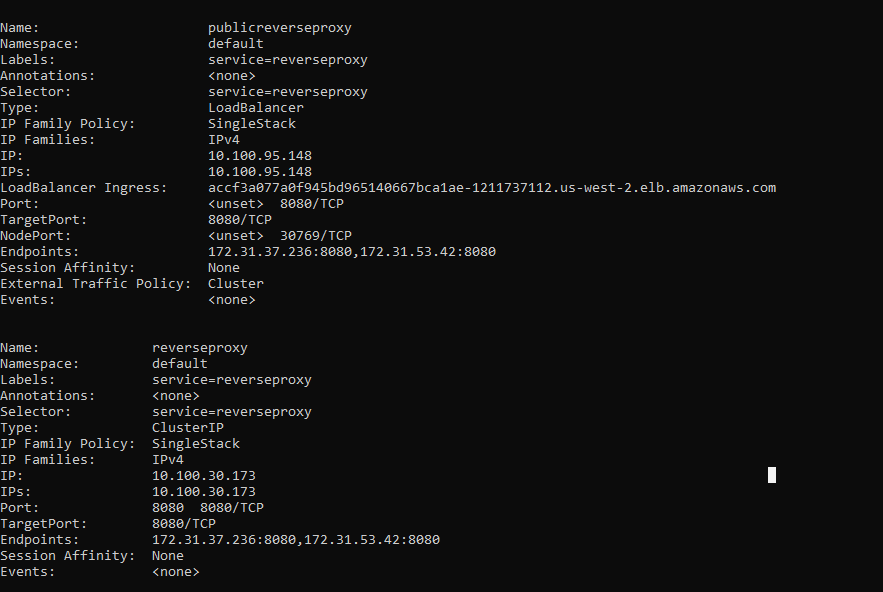 Name:                     publicreverseproxy
Namespace:                default
Labels:                   service=reverseproxy
Annotations:              <none>
Selector:                 service=reverseproxy
Type:                     LoadBalancer
IP Family Policy:         SingleStack
IP Families:              IPv4
IP:                       10.100.95.148
IPs:                      10.100.95.148
LoadBalancer Ingress:     accf3a077a0f945bd965140667bca1ae-1211737112.us-west-2.elb.amazonaws.com
Port:                     <unset>  8080/TCP
TargetPort:               8080/TCP
NodePort:                 <unset>  30769/TCP
Endpoints:                172.31.37.236:8080,172.31.53.42:8080
Session Affinity:         None
External Traffic Policy:  Cluster
Events:                   <none>
Name:              reverseproxy
Namespace:         default
Labels:            service=reverseproxy
Annotations:       <none>
Selector:          service=reverseproxy
Type:              ClusterIP
IP Family Policy:  SingleStack
IP Families:       IPv4
IP:                10.100.30.173
IPs:               10.100.30.173
Port:              8080  8080/TCP
TargetPort:        8080/TCP
Endpoints:         172.31.37.236:8080,172.31.53.42:8080
Session Affinity:  None
Events:            <none>